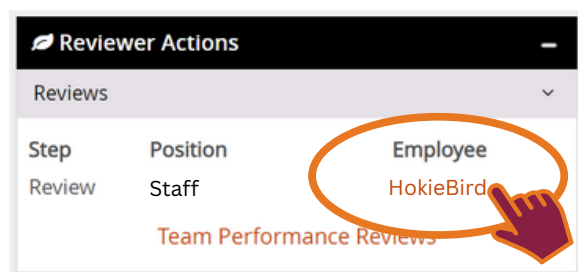 Reviewer Actions
Reviews
Step Position Employee
Review Staff HokieBird
Team Performance Reviews